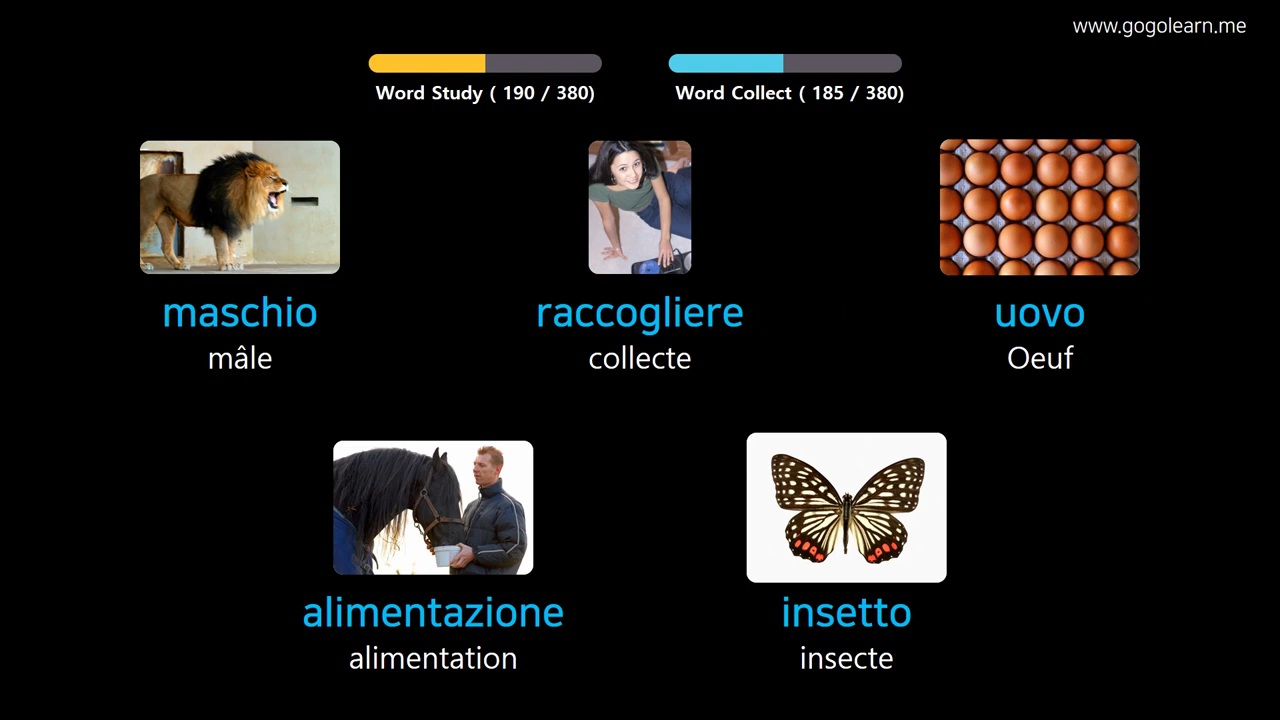 www.gogolearn.me
Word Study ( 190 / 380)
Word Collect ( 185 / 380)
maschio
mâle
raccogliere
collecte
uovo
Oeuf
alimentazione
alimentation
insetto
insecte